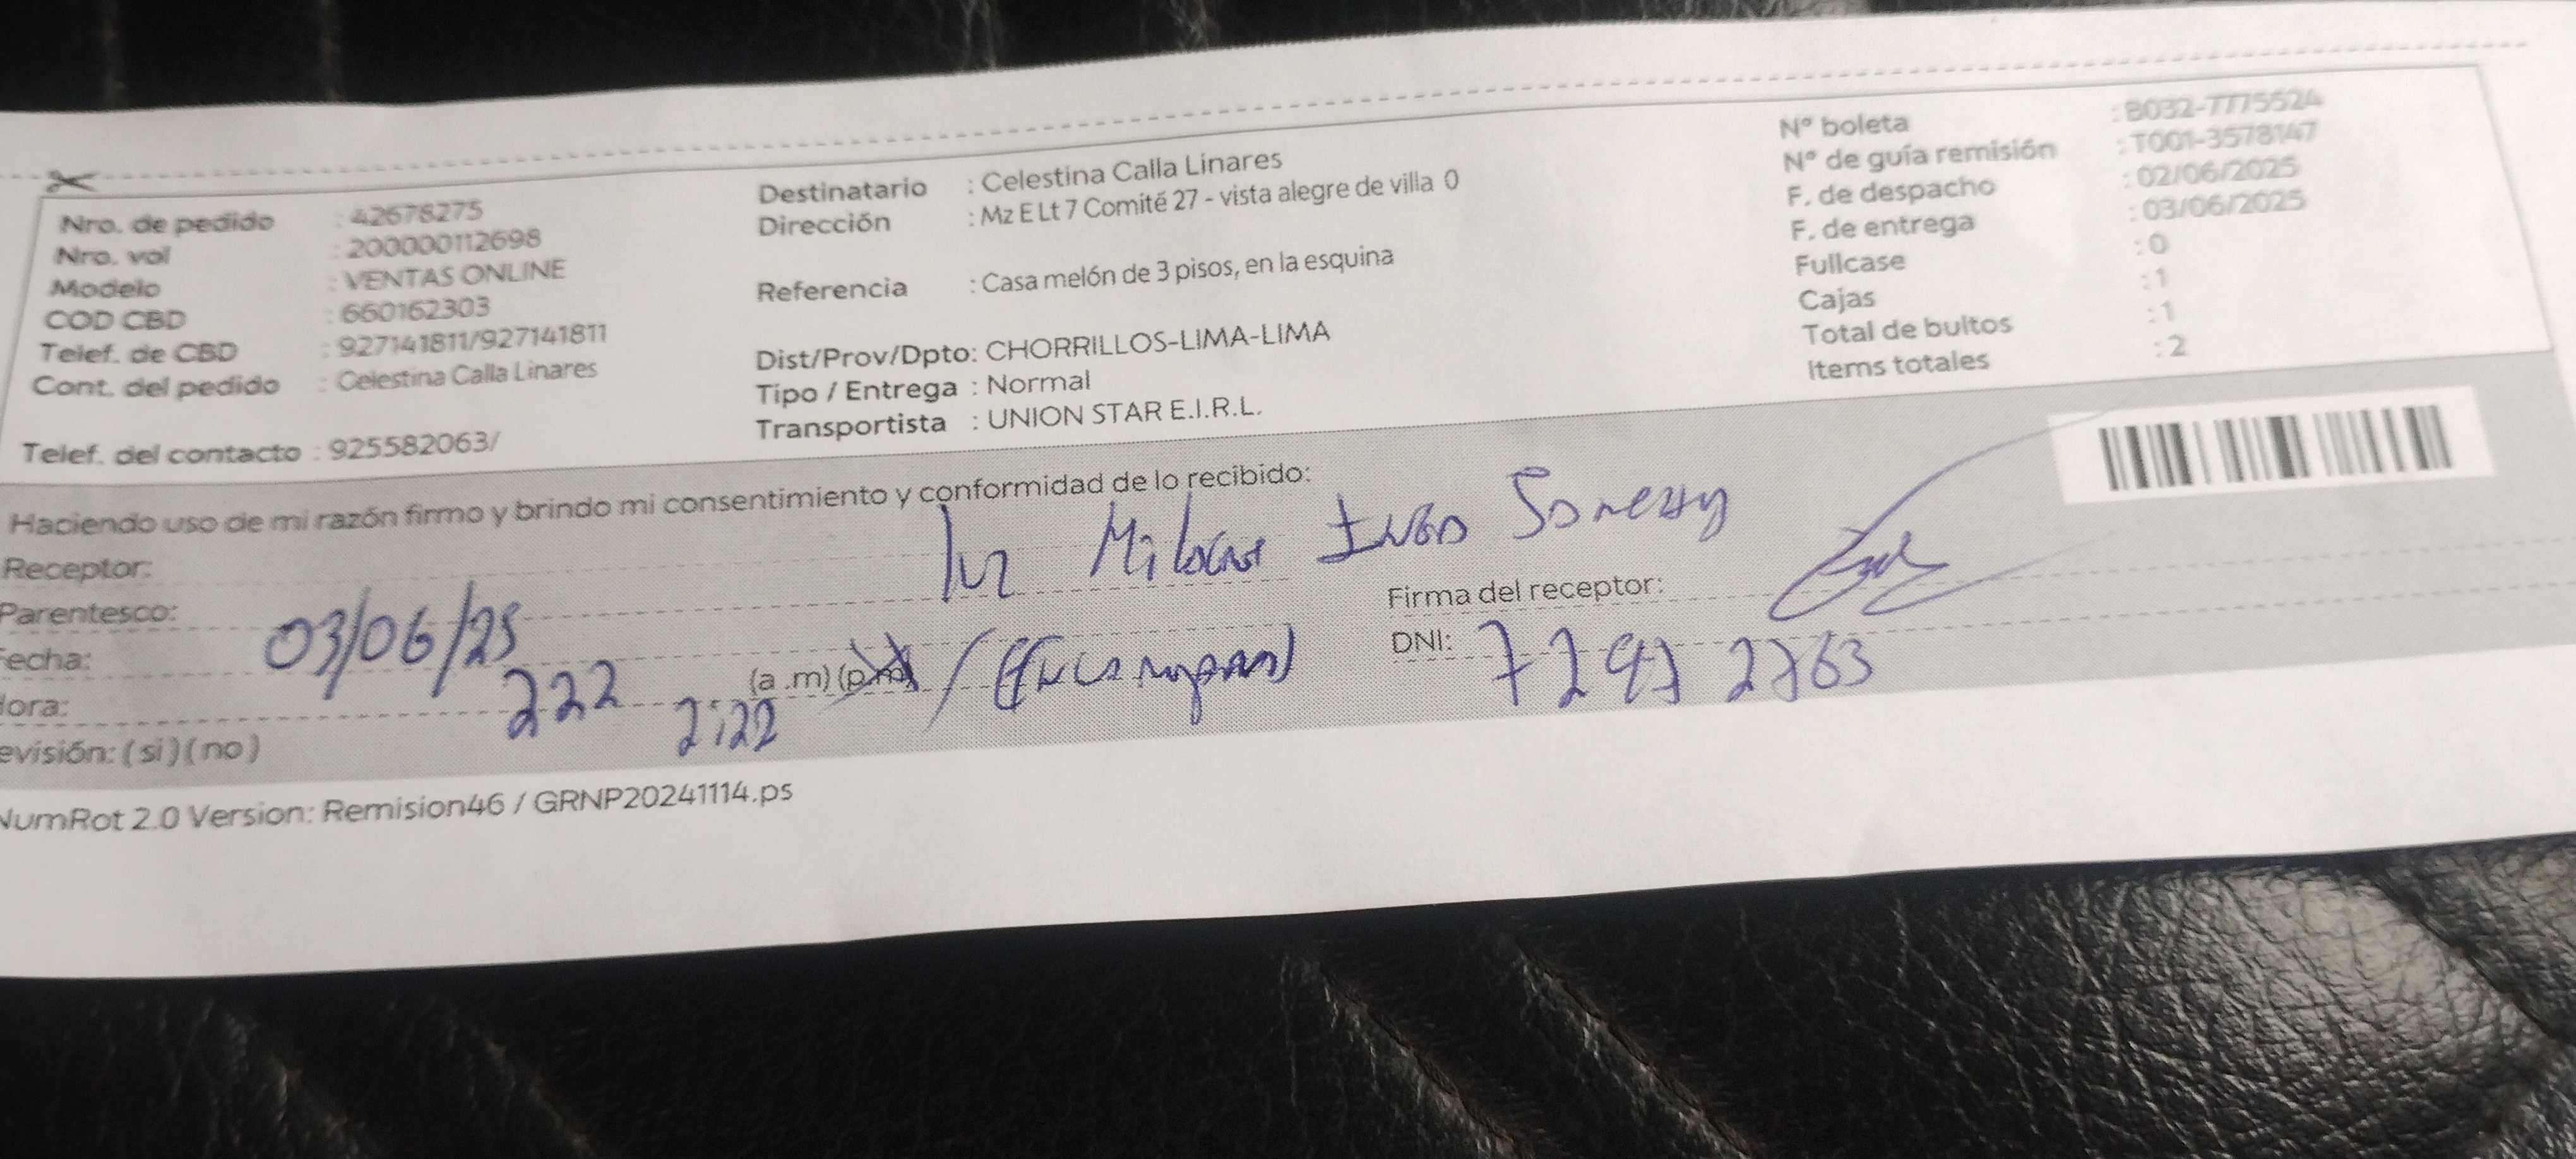 Nro. de pedido : 42678275
Nro. val : 200000112698
Modelo : VENTAS ONLINE
COD CBD : 660162303
Telef. de CBD : 927141811/927141811
Cont. del pedido : Celestina Calla Linares
Telef. del contacto : 925582063/
Destinatario : Celestina Calla Linares
Dirección : Mz E Lt 7 Comité 27 - vista alegre de villa 0
Referencia : Casa melón de 3 pisos, en la esquina
Dist/Prov/Dpto: CHORRILLOS-LIMA-LIMA
Tipo / Entrega : Normal
Transportista : UNION STAR E.I.R.L.
N° boleta : B032-7775524
N° de guía remisión : T001-3578147
F. de despacho : 02/06/2025
F. de entrega : 03/06/2025
Fullcase : 0
Cajas : 1
Total de bultos : 1
Items totales : 2
Haciendo uso de mi razón firmo y brindo mi consentimiento y conformidad de lo recibido:
Receptor: luz
Parentesco:
Fecha: 03/06/25
Hora: 222 2:22 (a .m) (p.m)
Firma del receptor:
DNI:
evisión: ( si ) ( no )
NumRot 2.0 Version: Remision46 / GRNP20241114.ps